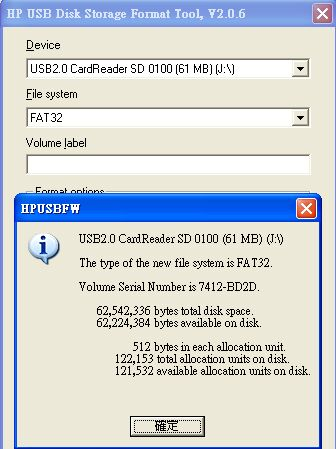 HP USB Disk Storage Format Tool, V2.0.6
Device
USB2.0 CardReader SD 0100 (61 MB) (J:\)
File system
FAT32
Volume label
Format options
HPUSBFW
USB2.0 CardReader SD 0100 (61 MB) (J:\)
The type of the new file system is FAT32.
Volume Serial Number is 7412-BD2D.
62,542,336 bytes total disk space.
62,224,384 bytes available on disk.
512 bytes in each allocation unit.
122,153 total allocation units on disk.
121,532 available allocation units on disk.
確定